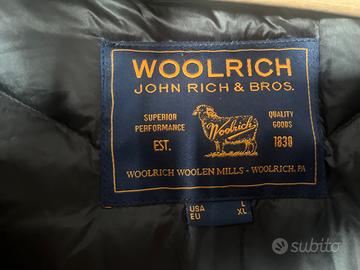 WOOLRICH
JOHN RICH & BROS.
SUPERIOR PERFORMANCE
QUALITY GOODS
Woolrich
EST.
1830
WOOLRICH WOOLEN MILLS - WOOLRICH, PA
USA L
EU XL
subito